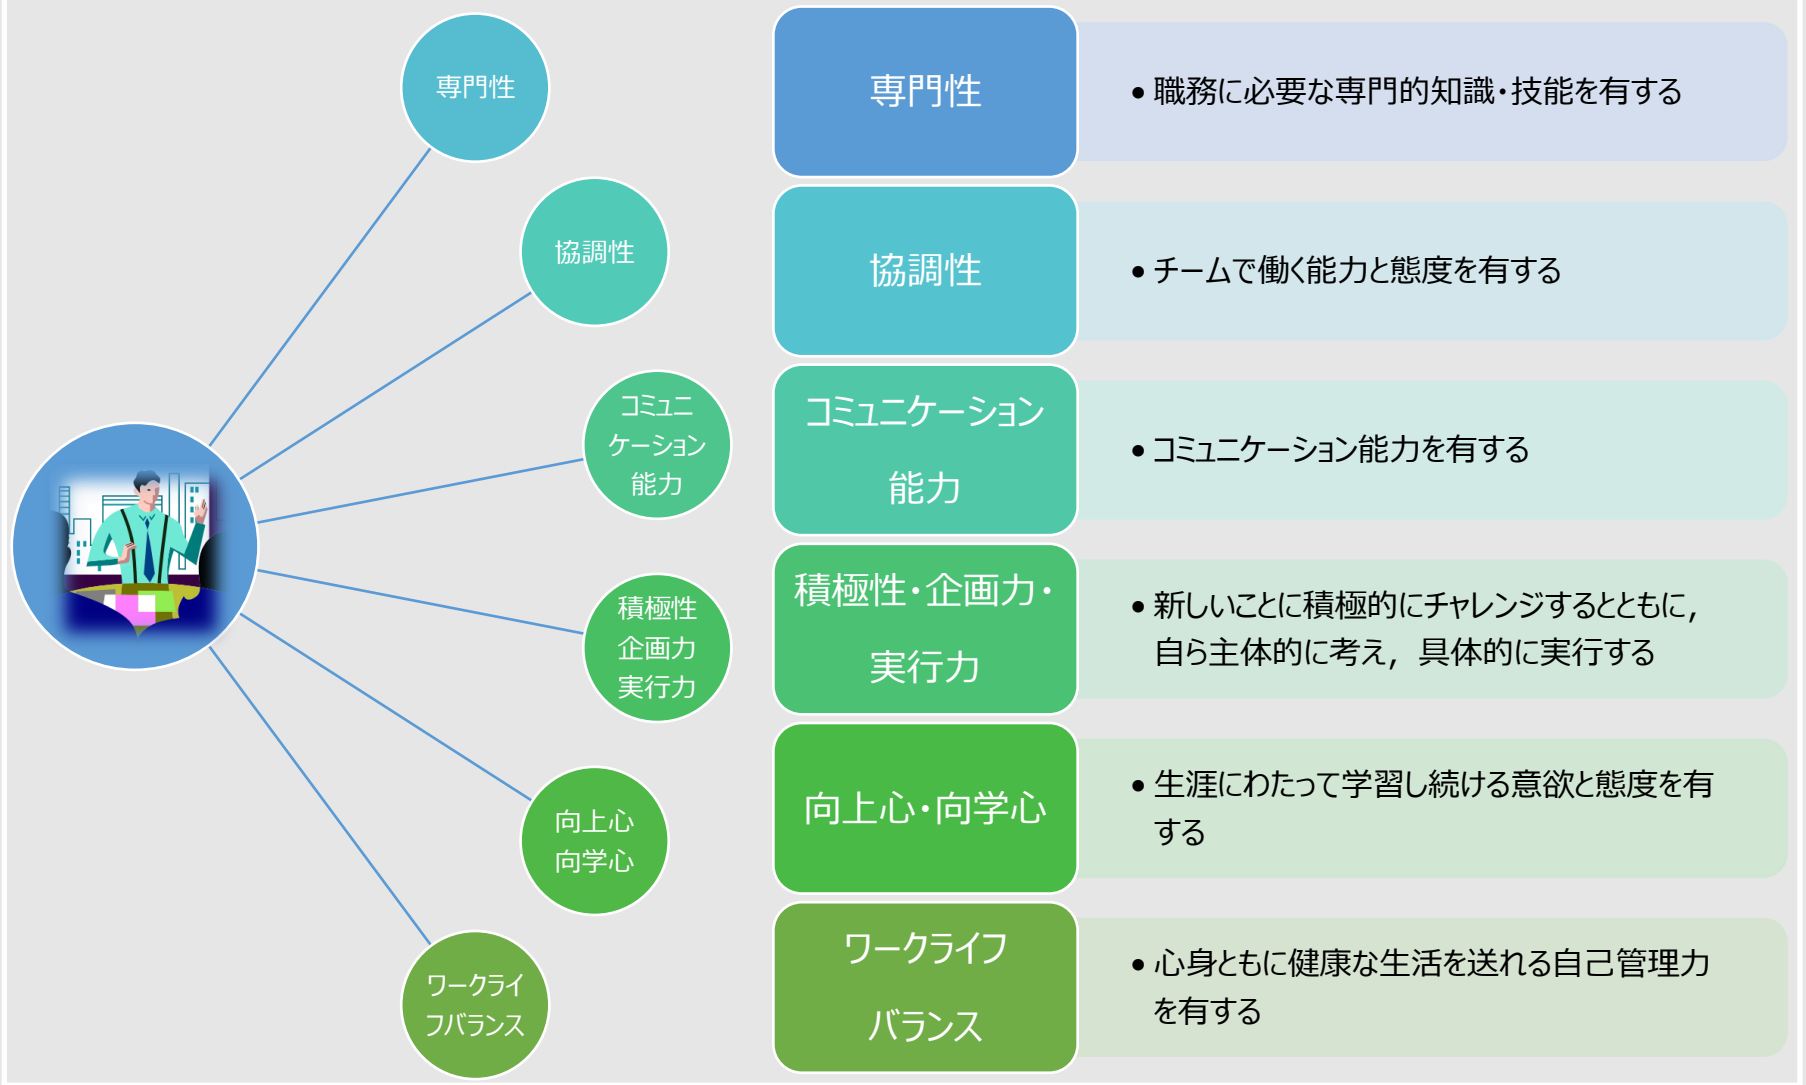 専門性
協調性
コミュニ
ケーション
能力
積極性
企画力
実行力
向上心
向学心
ワークライ
フバランス
専門性
• 職務に必要な専門的知識・技能を有する
協調性
• チームで働く能力と態度を有する
コミュニケーション
能力
• コミュニケーション能力を有する
積極性・企画力・
実行力
• 新しいことに積極的にチャレンジするとともに，
自ら主体的に考え，具体的に実行する
向上心・向学心
• 生涯にわたって学習し続ける意欲と態度を有
する
ワークライフ
バランス
• 心身ともに健康な生活を送れる自己管理力
を有する